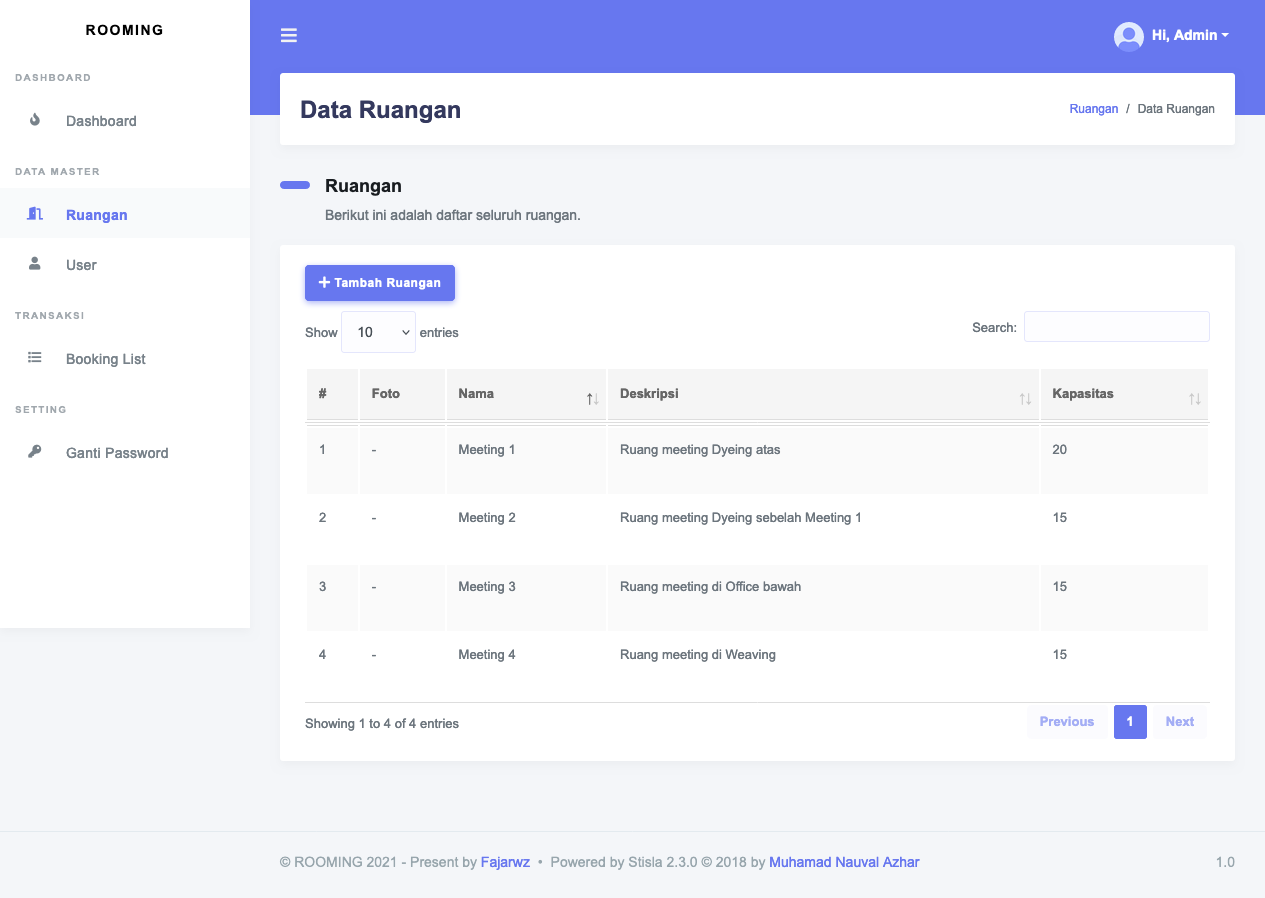 ROOMING
Hi, Admin
DASHBOARD
Dashboard
DATA MASTER
Ruangan
User
TRANSAKSI
Booking List
SETTING
Ganti Password
Data Ruangan
Ruangan / Data Ruangan
Ruangan
Berikut ini adalah daftar seluruh ruangan.
Tambah Ruangan
Show 10 entries
Search:
# Foto Nama Deskripsi Kapasitas
1 - Meeting 1 Ruang meeting Dyeing atas 20
2 - Meeting 2 Ruang meeting Dyeing sebelah Meeting 1 15
3 - Meeting 3 Ruang meeting di Office bawah 15
4 - Meeting 4 Ruang meeting di Weaving 15
Showing 1 to 4 of 4 entries
Previous 1 Next
© ROOMING 2021 - Present by Fajarwz • Powered by Stisla 2.3.0 © 2018 by Muhamad Nauval Azhar
1.0